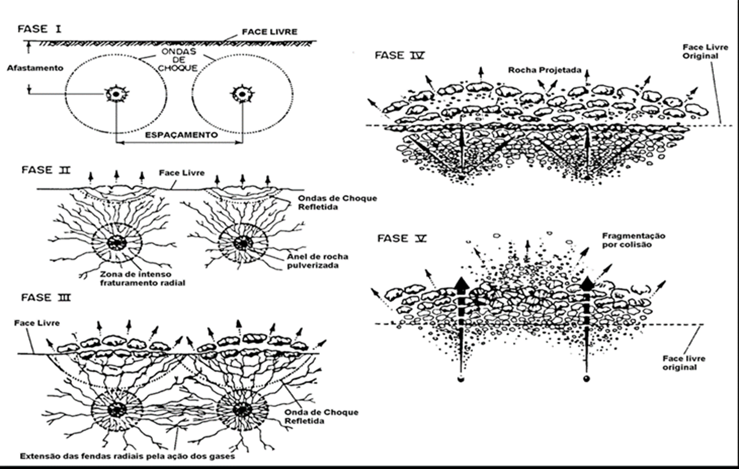 FASE I
FACE LIVRE
ONDAS
DE
CHOQUE
Afastamento
ESPAÇAMENTO
FASE II
Face Livre
Ondas de Choque
Refletida
Anel de rocha
pulverizada
Zona de intenso
fraturamento radial
FASE III
Face Livre
Onda de Choque
Refletida
Extensão das fendas radiais pela ação dos gases
FASE IV
Face Livre
Original
Rocha Projetada
FASE V
Fragmentação
por colisão
Face livre
original